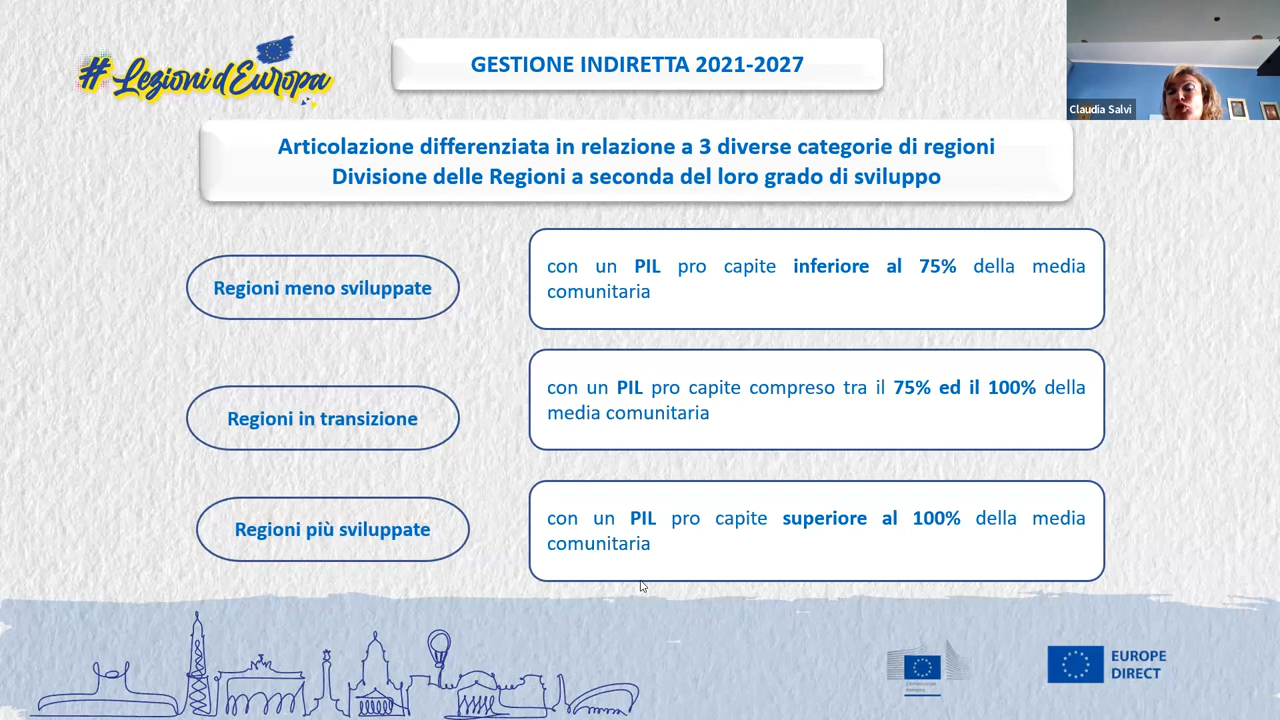 #LezionidEuropa
GESTIONE INDIRETTA 2021-2027
Claudia Salvi
Articolazione differenziata in relazione a 3 diverse categorie di regioni
Divisione delle Regioni a seconda del loro grado di sviluppo
Regioni meno sviluppate
con un PIL pro capite inferiore al 75% della media
comunitaria
Regioni in transizione
con un PIL pro capite compreso tra il 75% ed il 100% della
media comunitaria
Regioni più sviluppate
con un PIL pro capite superiore al 100% della media
comunitaria
EUROPE
DIRECT